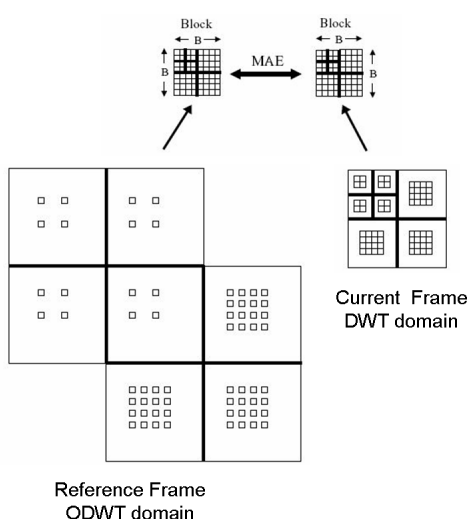 Block
B
B
MAE
Block
B
B
Current Frame
DWT domain
Reference Frame
ODWT domain